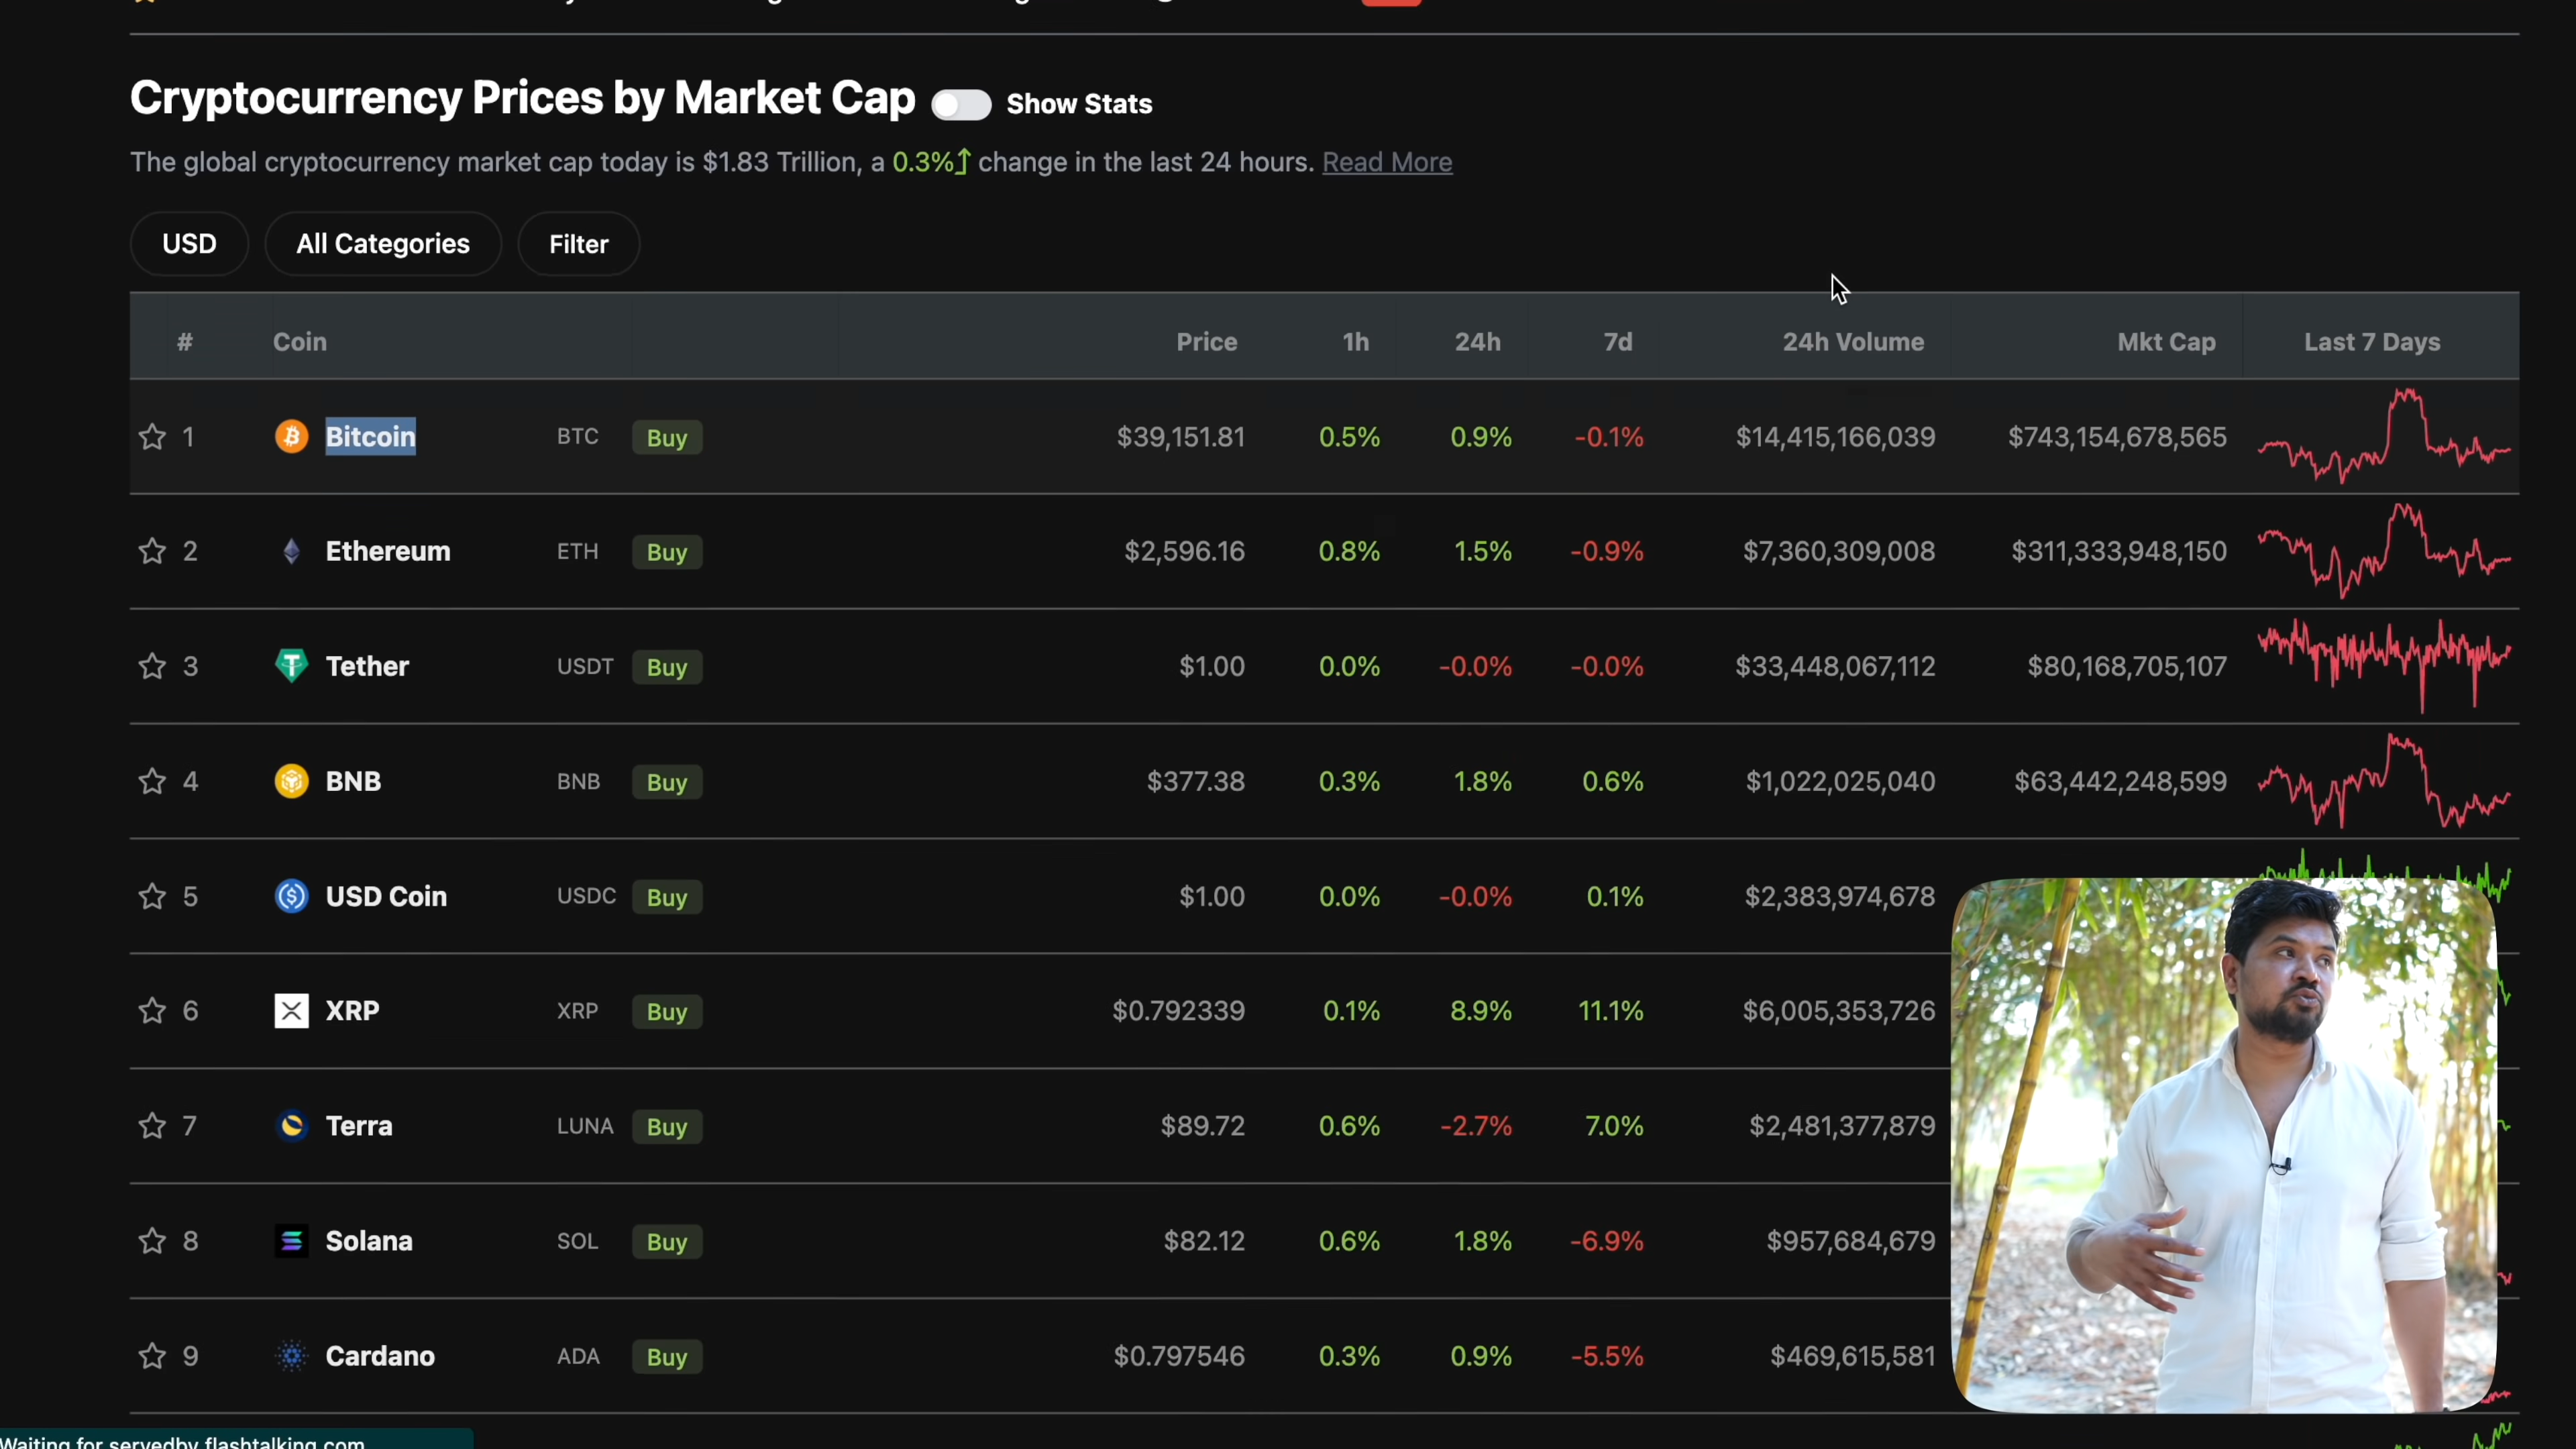 Cryptocurrency Prices by Market Cap Show Stats
The global cryptocurrency market cap today is $1.83 Trillion, a 0.3% change in the last 24 hours. Read More
USD All Categories Filter
# Coin Price 1h 24h 7d 24h Volume Mkt Cap Last 7 Days
1 Bitcoin BTC Buy $39,151.81 0.5% 0.9% -0.1% $14,415,166,039 $743,154,678,565
2 Ethereum ETH Buy $2,596.16 0.8% 1.5% -0.9% $7,360,309,008 $311,333,948,150
3 Tether USDT Buy $1.00 0.0% -0.0% -0.0% $33,448,067,112 $80,168,705,107
4 BNB BNB Buy $377.38 0.3% 1.8% 0.6% $1,022,025,040 $63,442,248,599
5 USD Coin USDC Buy $1.00 0.0% -0.0% 0.1% $2,383,974,678
6 XRP XRP Buy $0.792339 0.1% 8.9% 11.1% $6,005,353,726
7 Terra LUNA Buy $89.72 0.6% -2.7% 7.0% $2,481,377,879
8 Solana SOL Buy $82.12 0.6% 1.8% -6.9% $957,684,679
9 Cardano ADA Buy $0.797546 0.3% 0.9% -5.5% $469,615,581
Waiting for servedby.flashtalking.com